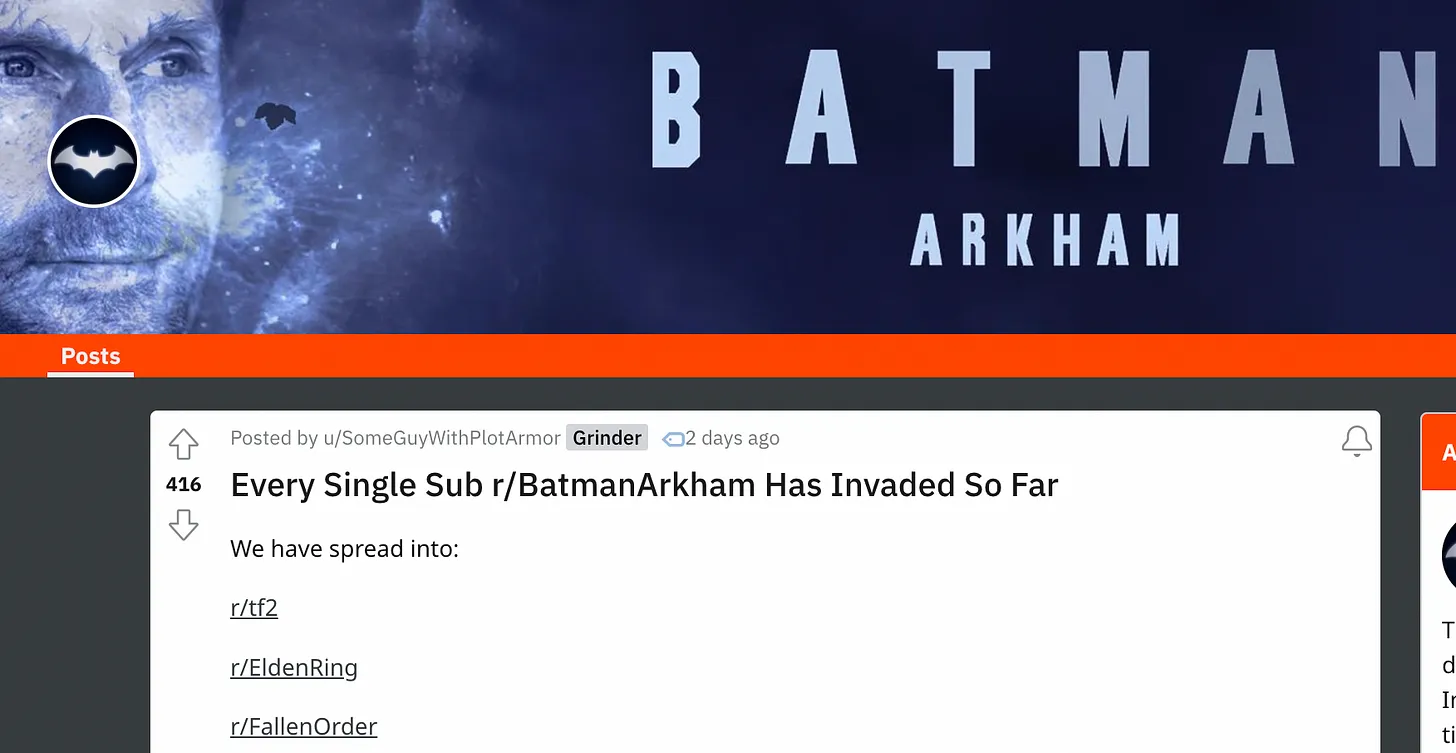 BATMAN
ARKHAM
Posts
Posted by u/SomeGuyWithPlotArmor Grinder 2 days ago
416
Every Single Sub r/BatmanArkham Has Invaded So Far
We have spread into:
r/tf2
r/EldenRing
r/FallenOrder